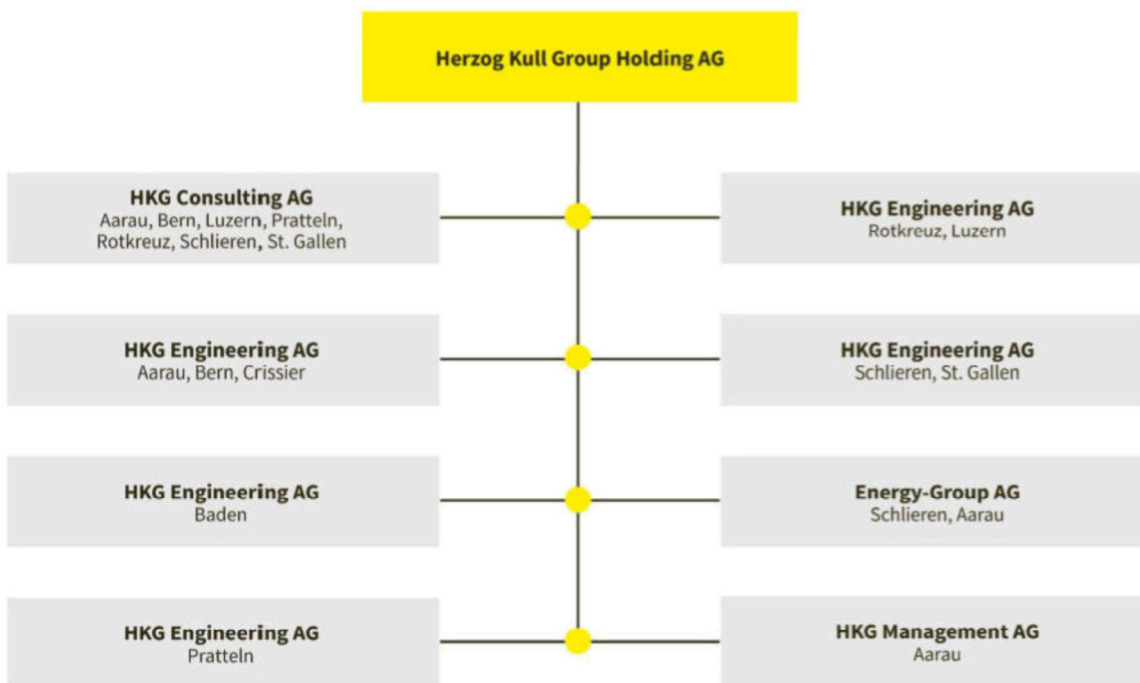 Herzog Kull Group Holding AG
HKG Consulting AG
Aarau, Bern, Luzern, Pratteln,
Rotkreuz, Schlieren, St. Gallen
HKG Engineering AG
Rotkreuz, Luzern
HKG Engineering AG
Aarau, Bern, Crissier
HKG Engineering AG
Schlieren, St. Gallen
HKG Engineering AG
Baden
Energy-Group AG
Schlieren, Aarau
HKG Engineering AG
Pratteln
HKG Management AG
Aarau